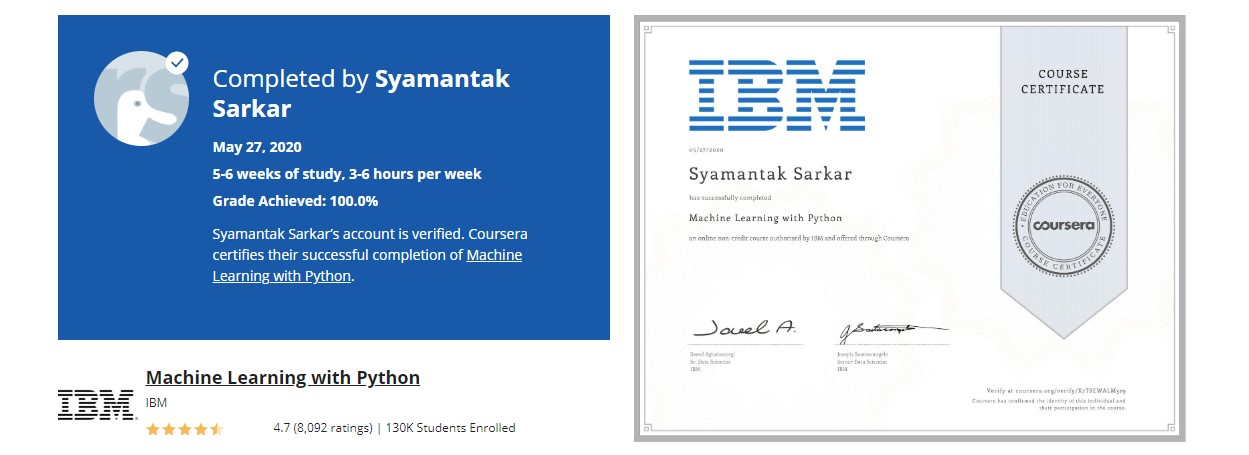 Completed by Syamantak
Sarkar
May 27, 2020
5-6 weeks of study, 3-6 hours per week
Grade Achieved: 100.0%
Syamantak Sarkar's account is verified. Coursera
certifies their successful completion of Machine
Learning with Python.
IBM
Machine Learning with Python
IBM
4.7 (8,092 ratings) | 130K Students Enrolled
IBM
05/27/2020
Syamantak Sarkar
has successfully completed
Machine Learning with Python
an online non-credit course authorized by IBM and offered through Coursera
COURSE
CERTIFICATE
EDUCATION FOR EVERYONE
coursera
COURSE CERTIFICATE
Saeed Aghabozorgi
Sr. Data Scientist
IBM
Joseph Santarcangelo
Senior Data Scientist
IBM
Verify at
Coursera has confirmed the identity of this individual and
their participation in the course.